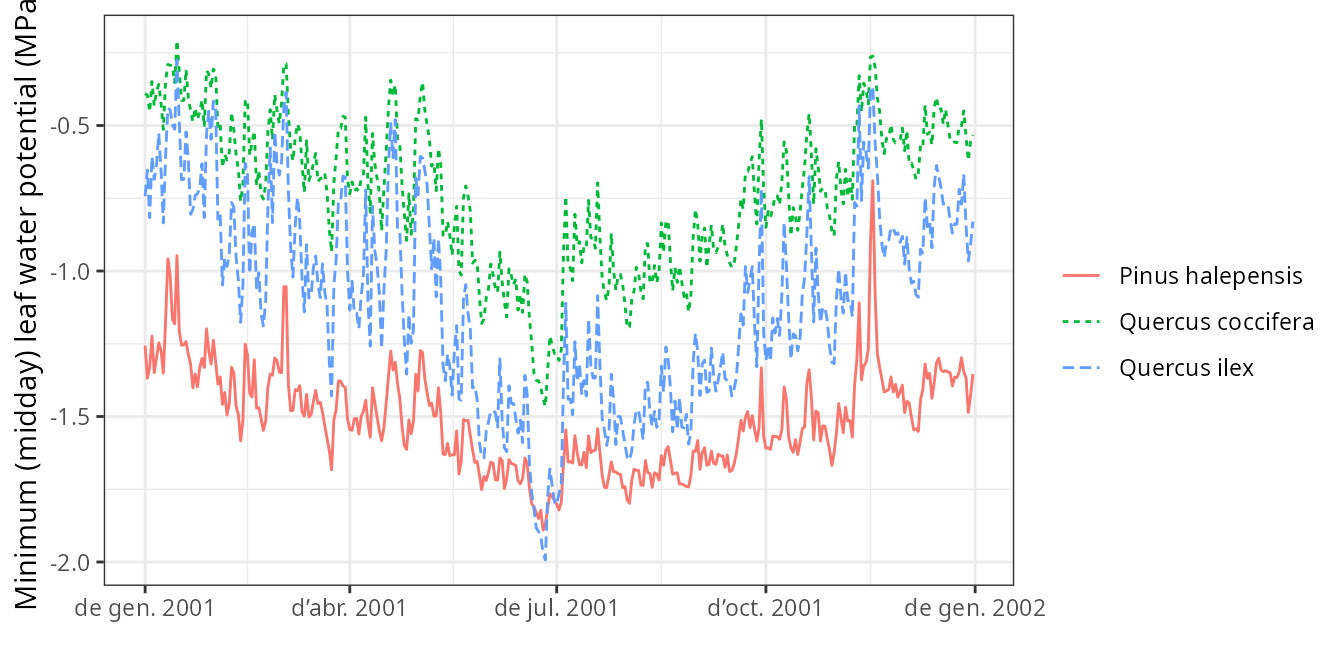 Minimum (midday) leaf water potential (MPa
-0.5
-1.0
-1.5
-2.0
de gen. 2001
d'abr. 2001
de jul. 2001
d'oct. 2001
de gen. 2002
Pinus halepensis
Quercus coccifera
Quercus ilex